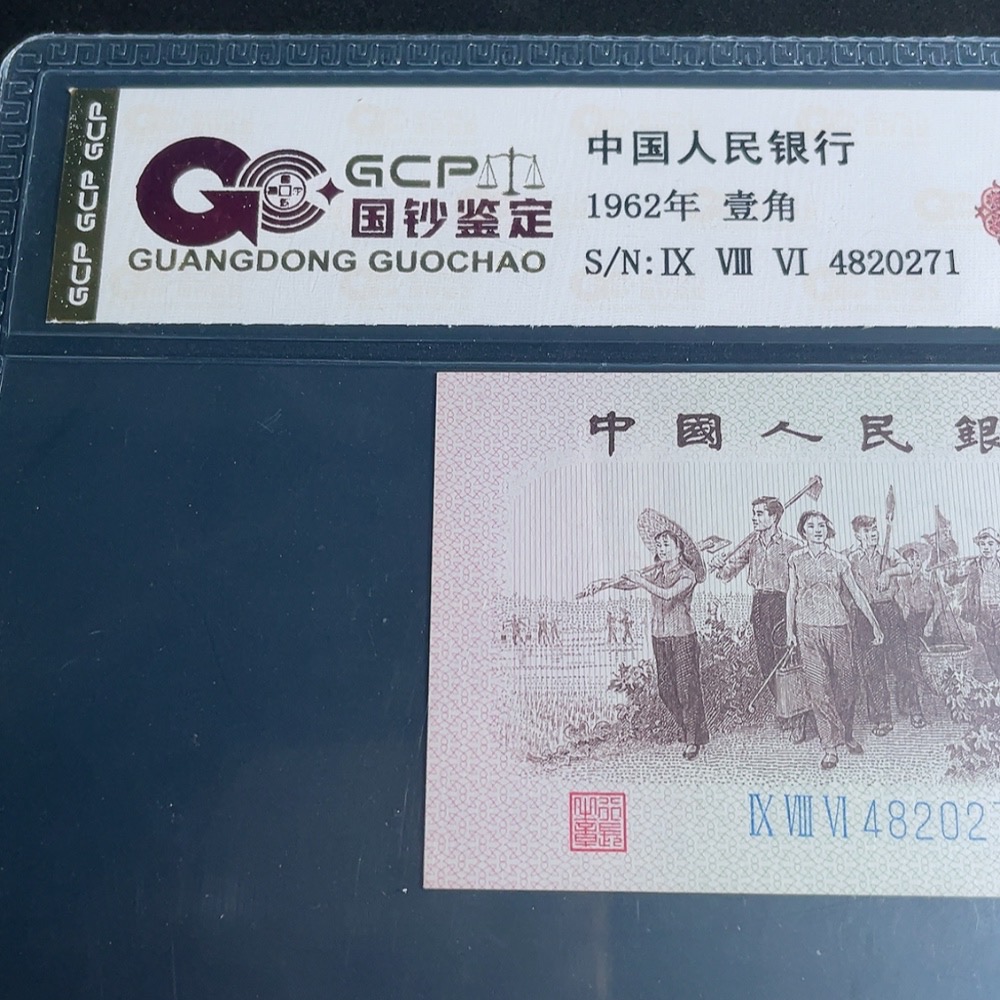 GCP GCP GCP
GCP
国钞鉴定
GUANGDONG GUOCHAO
中国人民银行
1962年 壹角
S/N: IX VIII VI 4820271
中國人民銀
IX VIII VI 482027